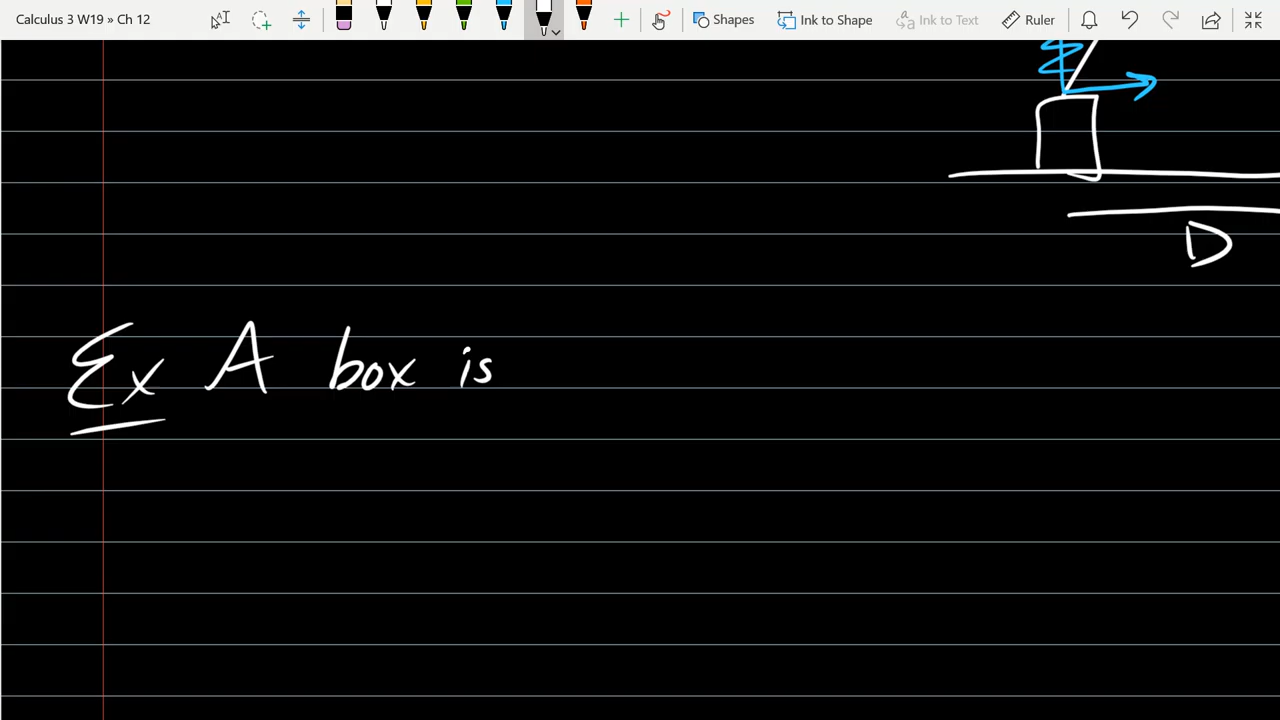 Calculus 3 W19 » Ch 12
Shapes
Ink to Shape
Ink to Text
Ruler
D
Ex A box is